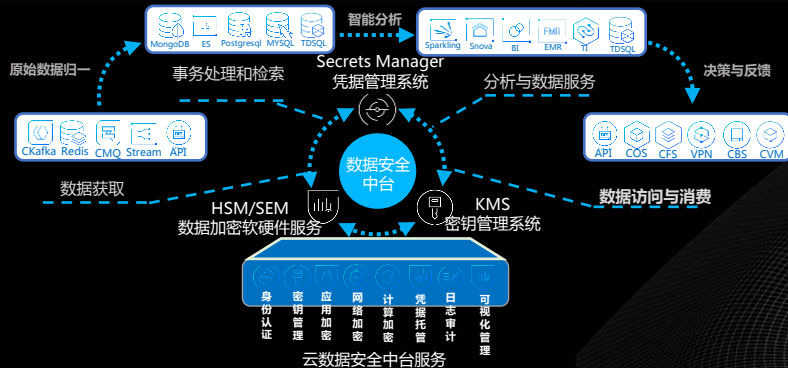 智能分析
MongoDB ES Postgresql MYSQL TDSQL
Sparkling Snova BI EMR TI TDSQL
EMR
原始数据归一
事务处理和检索
Secrets Manager
凭据管理系统
分析与数据服务
决策与反馈
CKafka Redis CMQ Stream API
API COS CFS VPN CBS CVM
数据安全
中台
数据获取
数据访问与消费
HSM/SEM
数据加密软硬件服务
KMS
密钥管理系统
身份认证
密钥管理
应用加密
网络加密
计算加密
凭据托管
日志审计
可视化管理
云数据安全中台服务